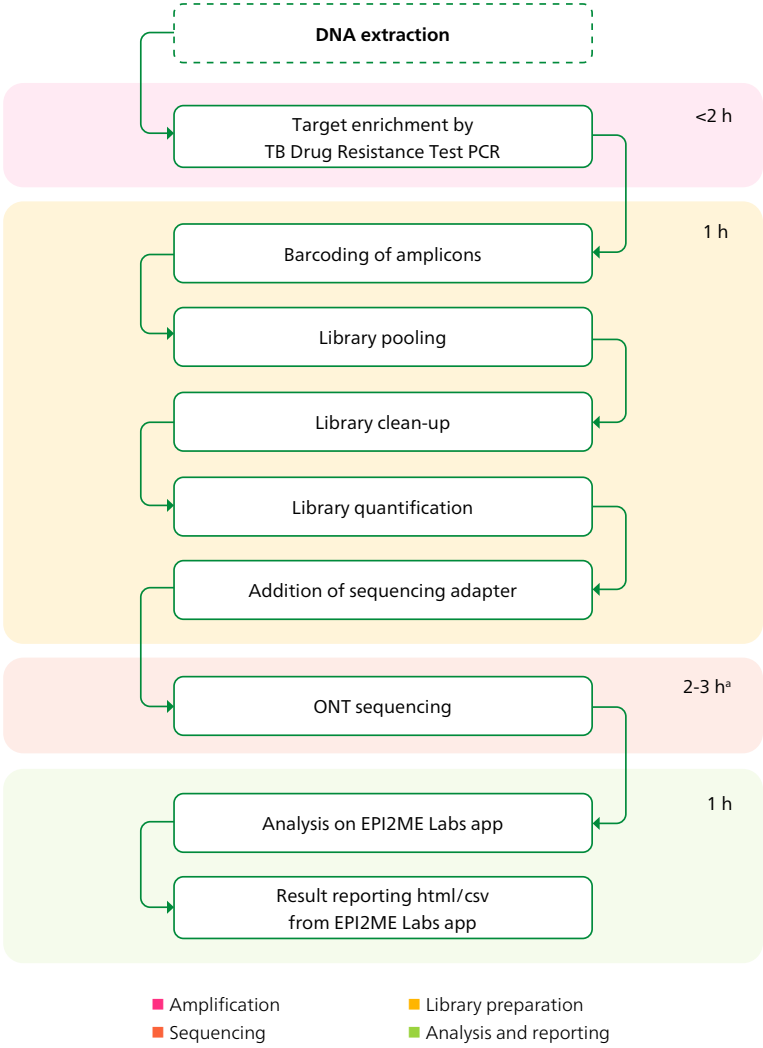 DNA extraction
<2 h
Target enrichment by
TB Drug Resistance Test PCR
1 h
Barcoding of amplicons
Library pooling
Library clean-up
Library quantification
Addition of sequencing adapter
2-3 hᵃ
ONT sequencing
1 h
Analysis on EPI2ME Labs app
Result reporting html/csv
from EPI2ME Labs app
Amplification
Library preparation
Sequencing
Analysis and reporting